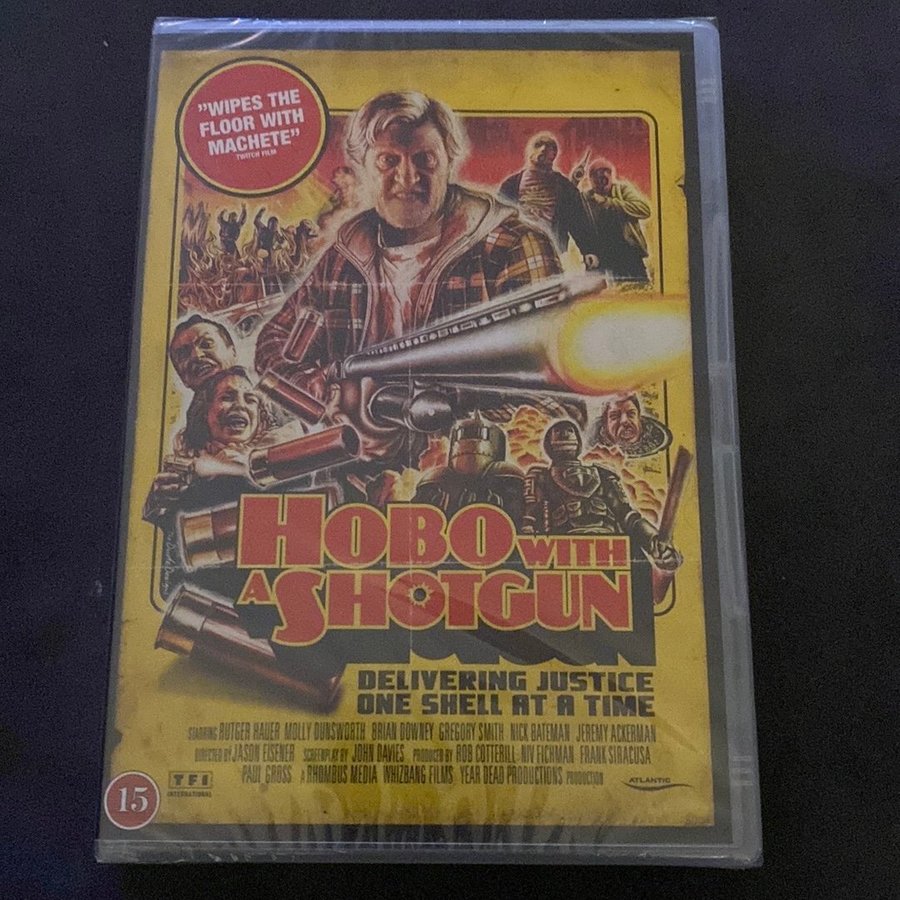 "WIPES THE
FLOOR WITH
MACHETE"
TWITCH FILM
HOBO WITH
A SHOTGUN
DELIVERING JUSTICE
ONE SHELL AT A TIME
STARRING RUTGER HAUER MOLLY DUNSWORTH BRIAN DOWNEY GREGORY SMITH NICK BATEMAN JEREMY ACKERMAN
DIRECTED BY JASON EISENER SCREENPLAY BY JOHN DAVIES PRODUCED BY ROB COTTERILL NIV FICHMAN FRANK SIRACUSA
PAUL GROSS A RHOMBUS MEDIA WHIZBANG FILMS YEAR DEAD PRODUCTIONS PRODUCTION
15
TF1
INTERNATIONAL
ATLANTIC